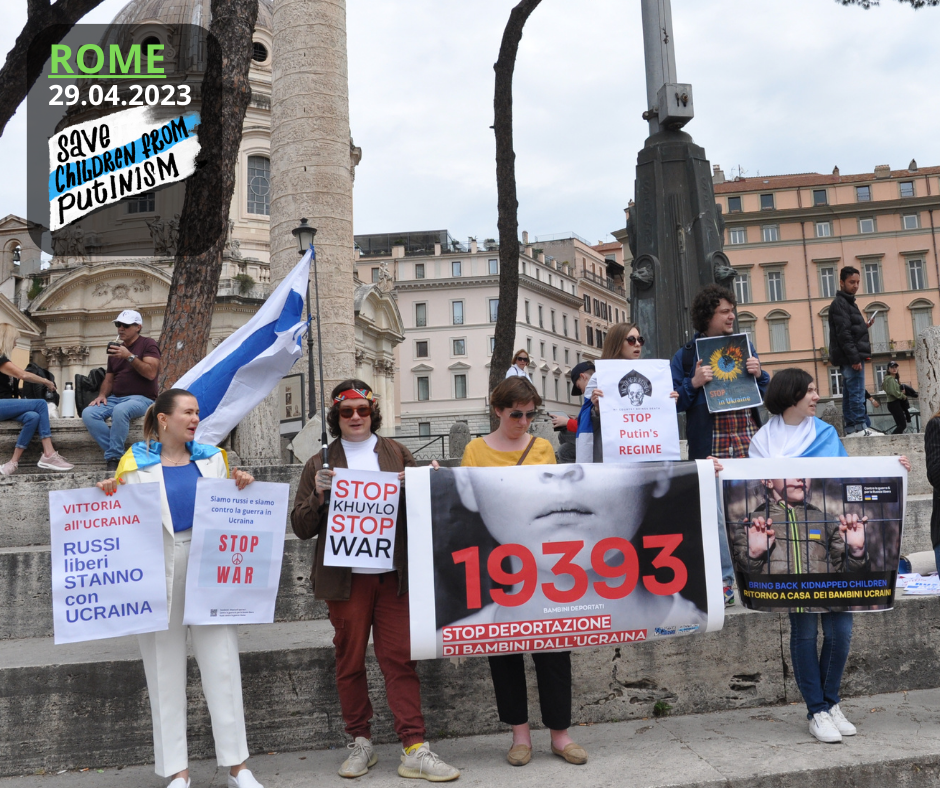 ROME
29.04.2023
SAVE
CHILDREN FROM
PUTINISM
VITTORIA
all'UCRAINA
RUSSI
liberi
STANNO
con
UCRAINA
Siamo russi e siamo
contro la guerra in
Ucraina
STOP
WAR
STOP
KHUYLO
STOP
WAR
19393
BAMBINI DEPORTATI
STOP DEPORTAZIONE
DI BAMBINI DALL'UCRAINA
STOP
Putin's
REGIME
STOP
in Ucraina
BRING BACK KIDNAPPED CHILDREN
RITORNO A CASA DEI BAMBINI UCRAINI